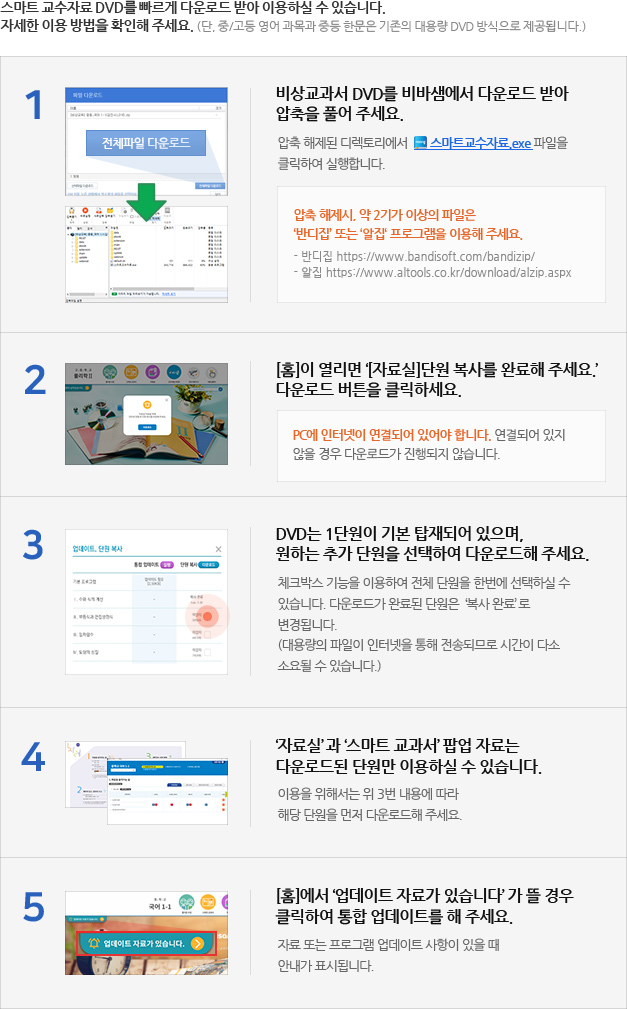 스마트 교수자료 DVD를 빠르게 다운로드 받아 이용하실 수 있습니다.
자세한 이용 방법을 확인해 주세요. (단, 중/고등 영어 과목과 중등 한문은 기존의 대용량 DVD 방식으로 제공됩니다.)
1
파일 다운로드
전체파일 다운로드
비상교과서 DVD를 비바샘에서 다운로드 받아
압축을 풀어 주세요.
압축 해제된 디렉토리에서 스마트교수자료.exe 파일을
클릭하여 실행합니다.
압축 해제시, 약 2기가 이상의 파일은
‘반디집’ 또는 ‘알집’ 프로그램을 이용해 주세요.
- 반디집 https://www.bandisoft.com/bandizip/
- 알집 https://www.altools.co.kr/download/alzip.aspx
2
물리학Ⅱ
[홈]이 열리면 ‘[자료실]단원 복사를 완료해 주세요.’
다운로드 버튼을 클릭하세요.
PC에 인터넷이 연결되어 있어야 합니다. 연결되어 있지
않을 경우 다운로드가 진행되지 않습니다.
3
업데이트, 단원 복사
통합 업데이트 실행 단원 복사 다운로드
기본 프로그램
DVD는 1단원이 기본 탑재되어 있으며,
원하는 추가 단원을 선택하여 다운로드해 주세요.
체크박스 기능을 이용하여 전체 단원을 한번에 선택하실 수
있습니다. 다운로드가 완료된 단원은 ‘복사 완료’ 로
변경됩니다.
(대용량의 파일이 인터넷을 통해 전송되므로 시간이 다소
소요될 수 있습니다.)
4
‘자료실’ 과 ‘스마트 교과서’ 팝업 자료는
다운로드된 단원만 이용하실 수 있습니다.
이용을 위해서는 위 3번 내용에 따라
해당 단원을 먼저 다운로드해 주세요.
5
국어 1-1
업데이트 자료가 있습니다.
[홈]에서 ‘업데이트 자료가 있습니다’ 가 뜰 경우
클릭하여 통합 업데이트를 해 주세요.
자료 또는 프로그램 업데이트 사항이 있을 때
안내가 표시됩니다.